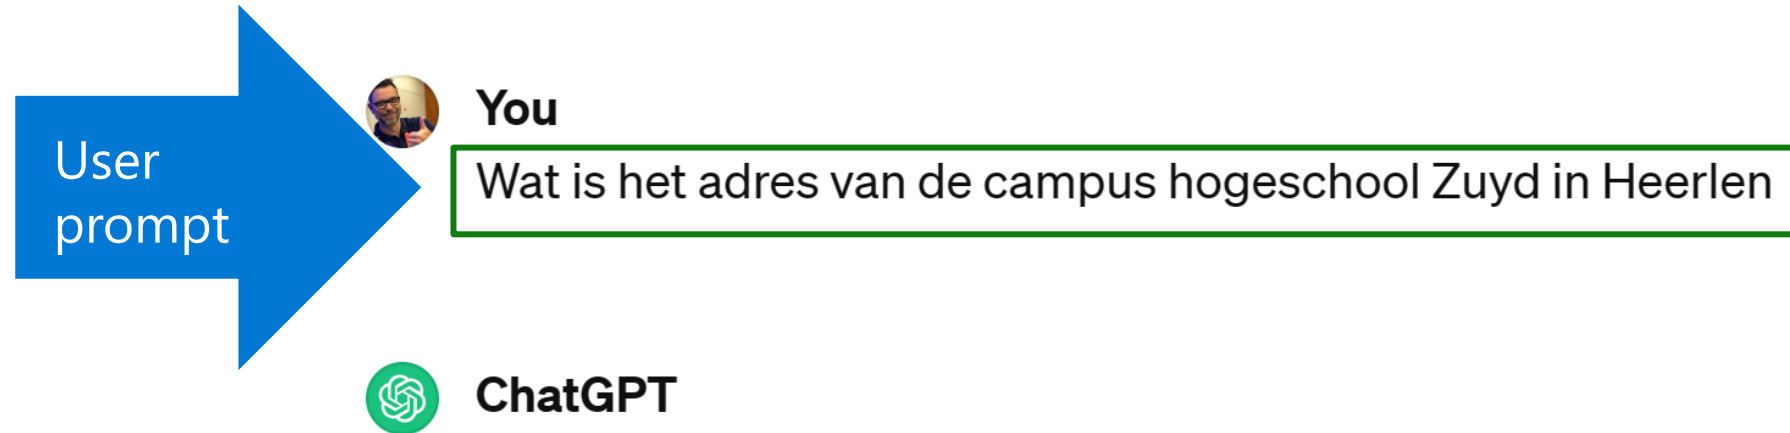 User
prompt
You
Wat is het adres van de campus hogeschool Zuyd in Heerlen
ChatGPT